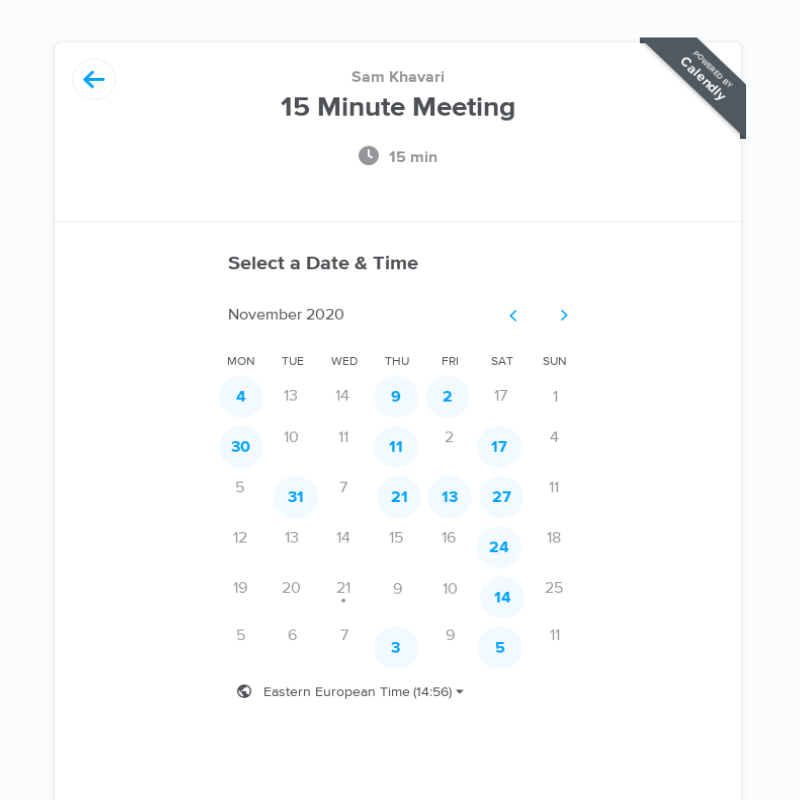 POWERED BY
Calendly
Sam Khavari
15 Minute Meeting
15 min
Select a Date & Time
November 2020
MON TUE WED THU FRI SAT SUN
4 13 14 9 2 17 1
30 10 11 11 2 17 4
5 31 7 21 13 27 11
12 13 14 15 16 24 18
19 20 21 9 10 14 25
5 6 7 3 9 5 11
Eastern European Time (14:56)